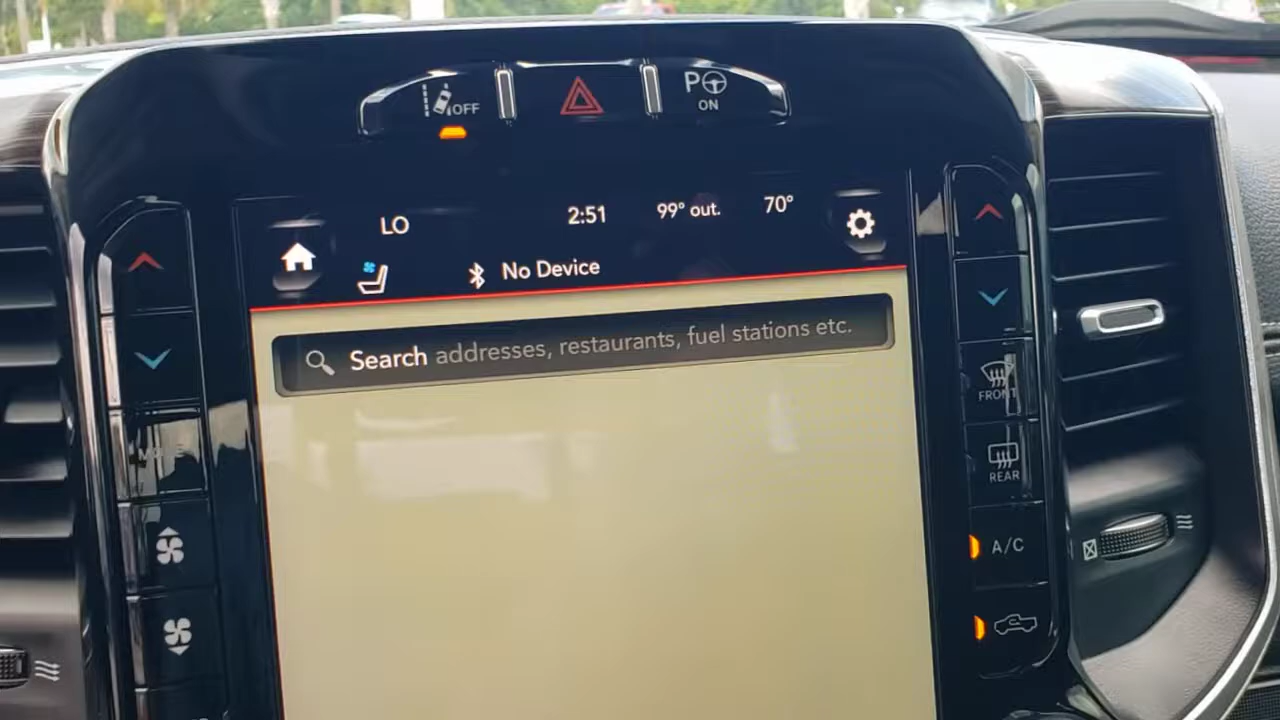 OFF
P
ON
LO
2:51
99° out.
70°
No Device
Search addresses, restaurants, fuel stations etc.
FRONT
REAR
A/C